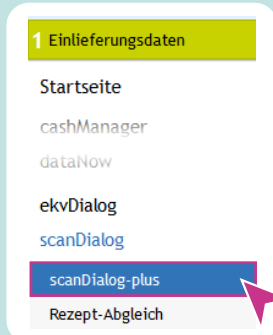 1 Einlieferungsdaten
Startseite
cashManager
dataNow
ekvDialog
scanDialog
scanDialog-plus
Rezept-Abgleich